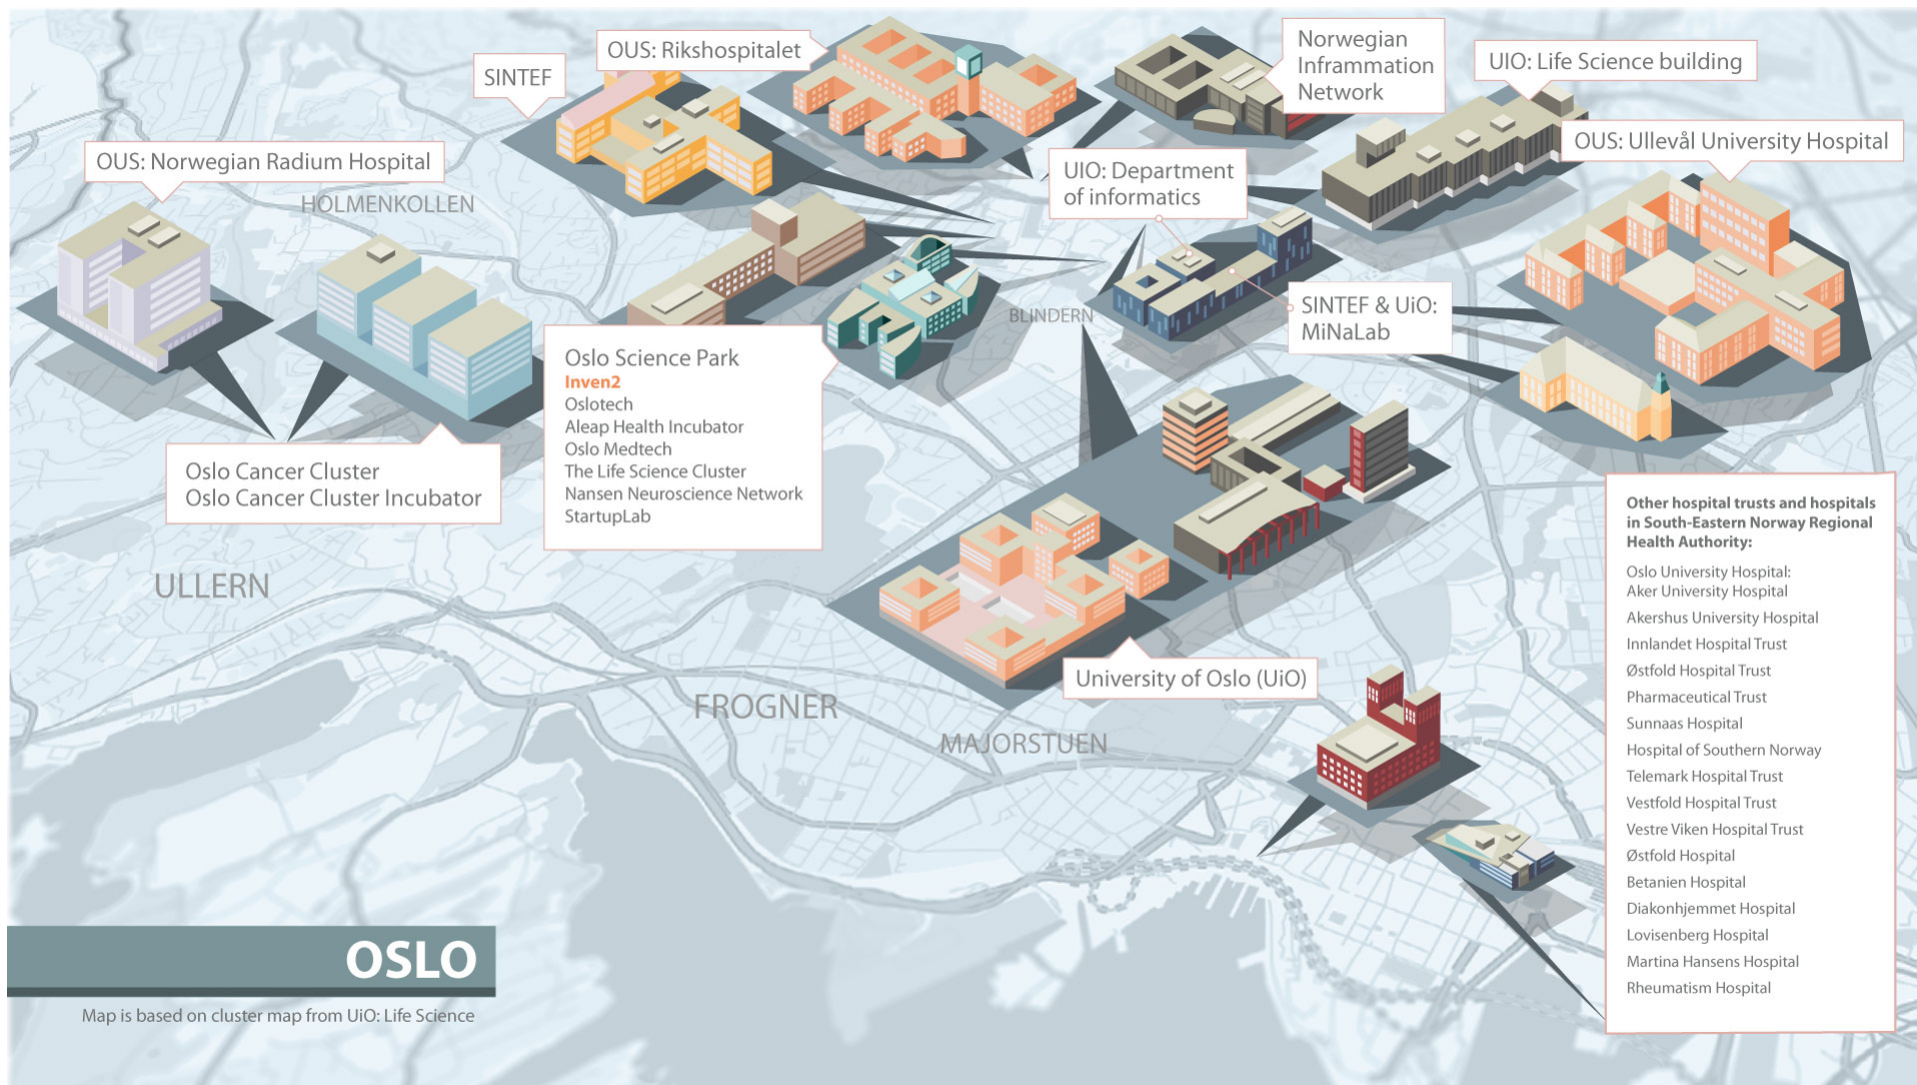 SINTEF
OUS: Rikshospitalet
Norwegian
Inframmation
Network
UIO: Life Science building
OUS: Norwegian Radium Hospital
HOLMENKOLLEN
UIO: Department
of informatics
OUS: Ullevål University Hospital
BLINDERN
SINTEF & UiO:
MiNaLab
Oslo Science Park
Inven2
Oslotech
Aleap Health Incubator
Oslo Medtech
The Life Science Cluster
Nansen Neuroscience Network
StartupLab
Oslo Cancer Cluster
Oslo Cancer Cluster Incubator
ULLERN
FROGNER
MAJORSTUEN
University of Oslo (UiO)
Other hospital trusts and hospitals
in South-Eastern Norway Regional
Health Authority:
Oslo University Hospital:
Aker University Hospital
Akershus University Hospital
Innlandet Hospital Trust
Østfold Hospital Trust
Pharmaceutical Trust
Sunnaas Hospital
Hospital of Southern Norway
Telemark Hospital Trust
Vestfold Hospital Trust
Vestre Viken Hospital Trust
Østfold Hospital
Betanien Hospital
Diakonhjemmet Hospital
Lovisenberg Hospital
Martina Hansens Hospital
Rheumatism Hospital
OSLO
Map is based on cluster map from UiO: Life Science